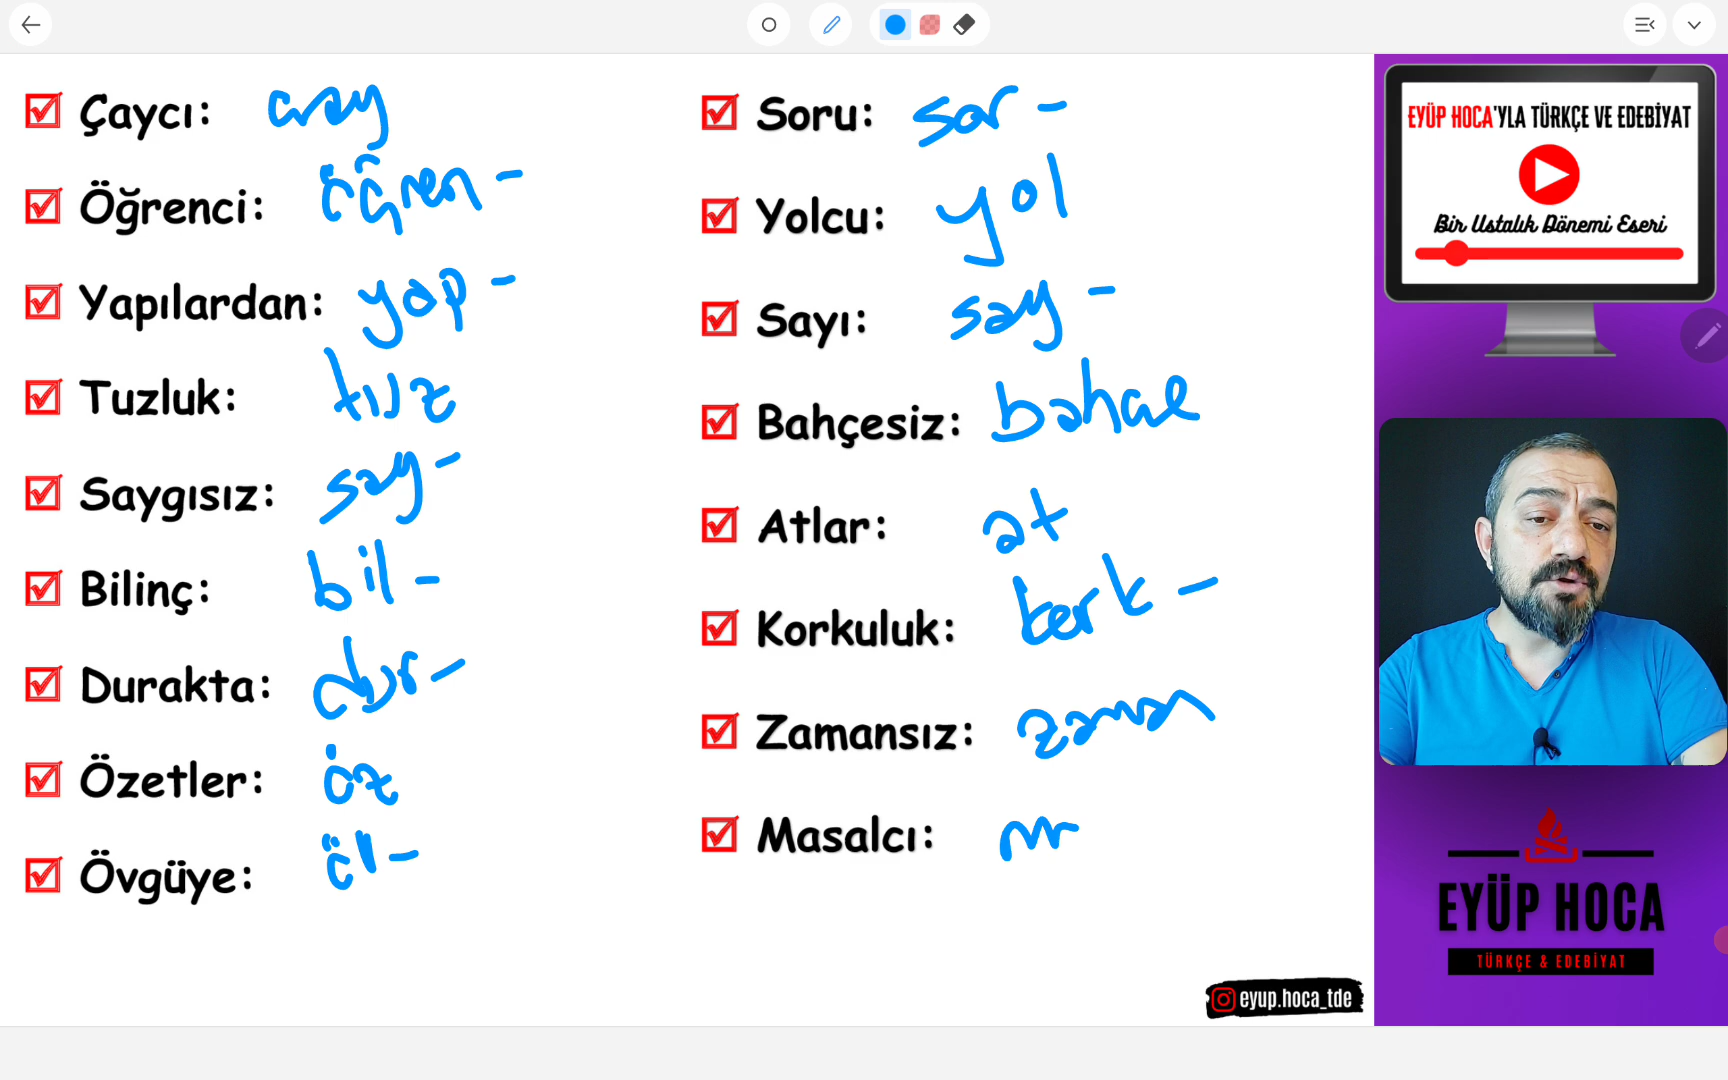 Çaycı: çay
Öğrenci: öğren -
Yapılardan: yap -
Tuzluk: tuz
Saygısız: say -
Bilinç: bil -
Durakta: dur -
Özetler: öz
Övgüye:
Soru: sor -
Yolcu: yol
Sayı: say -
Bahçesiz: bahçe
Atlar: at
Korkuluk: kork -
Zamansız: zaman
Masalcı:
EYÜP HOCA'YLA TÜRKÇE VE EDEBİYAT
Bir Ustalık Dönemi Eseri
EYÜP HOCA
TÜRKÇE & EDEBİYAT
eyup.hoca_tde